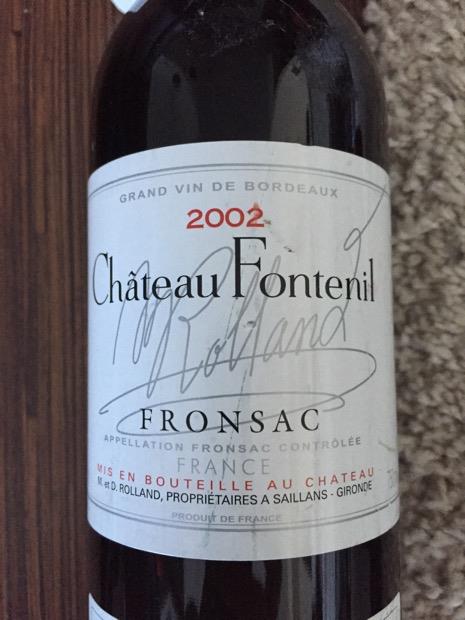 GRAND VIN DE BORDEAUX
2002
Château Fontenil
M Rolland
FRONSAC
APPELLATION FRONSAC CONTRÔLÉE
FRANCE
MIS EN BOUTEILLE AU CHATEAU
M. et D. ROLLAND, PROPRIÉTAIRES A SAILLANS - GIRONDE
PRODUIT DE FRANCE